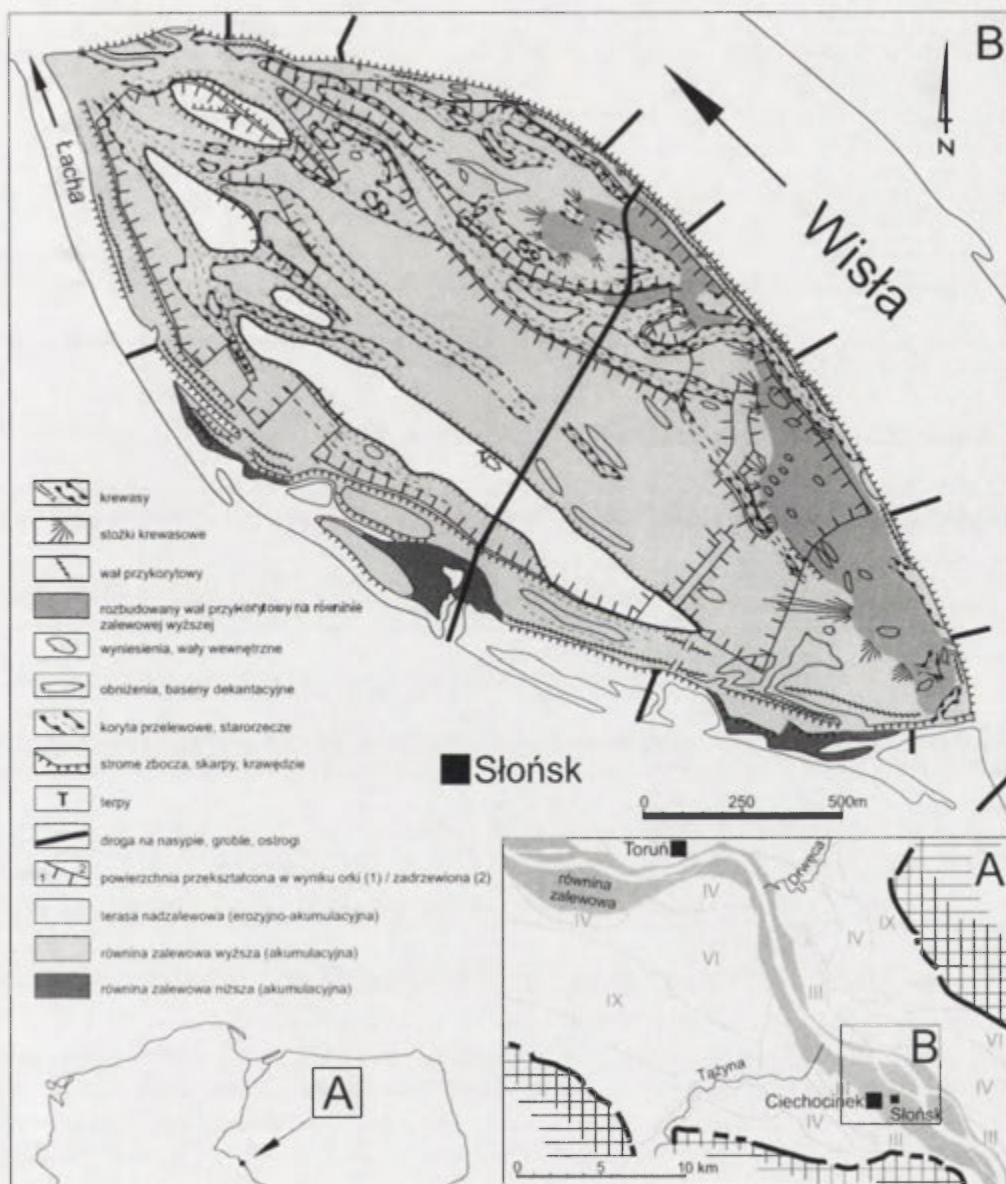 B
N
Łacha
Wisła
krewasy
stożki krewasowe
wał przykorytowy
rozbudowany wał przykorytowy na równinie
zalewowej wyższej
wyniesienia, wały wewnętrzne
obniżenia, baseny dekantacyjne
koryta przelewowe, starorzecze
strome zbocza, skarpy, krawędzie
T
terpy
droga na nasypie, groble, ostrogi
1 2
powierzchnia przekształcona w wyniku orki (1) / zadrzewiona (2)
terasa nadzalewowa (erozyjno-akumulacyjna)
równina zalewowa wyższa (akumulacyjna)
równina zalewowa niższa (akumulacyjna)
Słońsk
0 250 500m
A
Toruń
Drwęca
równina
zalewowa
IV
IV
IV
IX
VI
IX
III
VI
B
Tążyna
Ciechocinek
Słońsk
IV
IV
III
III
0 5 10 km
A